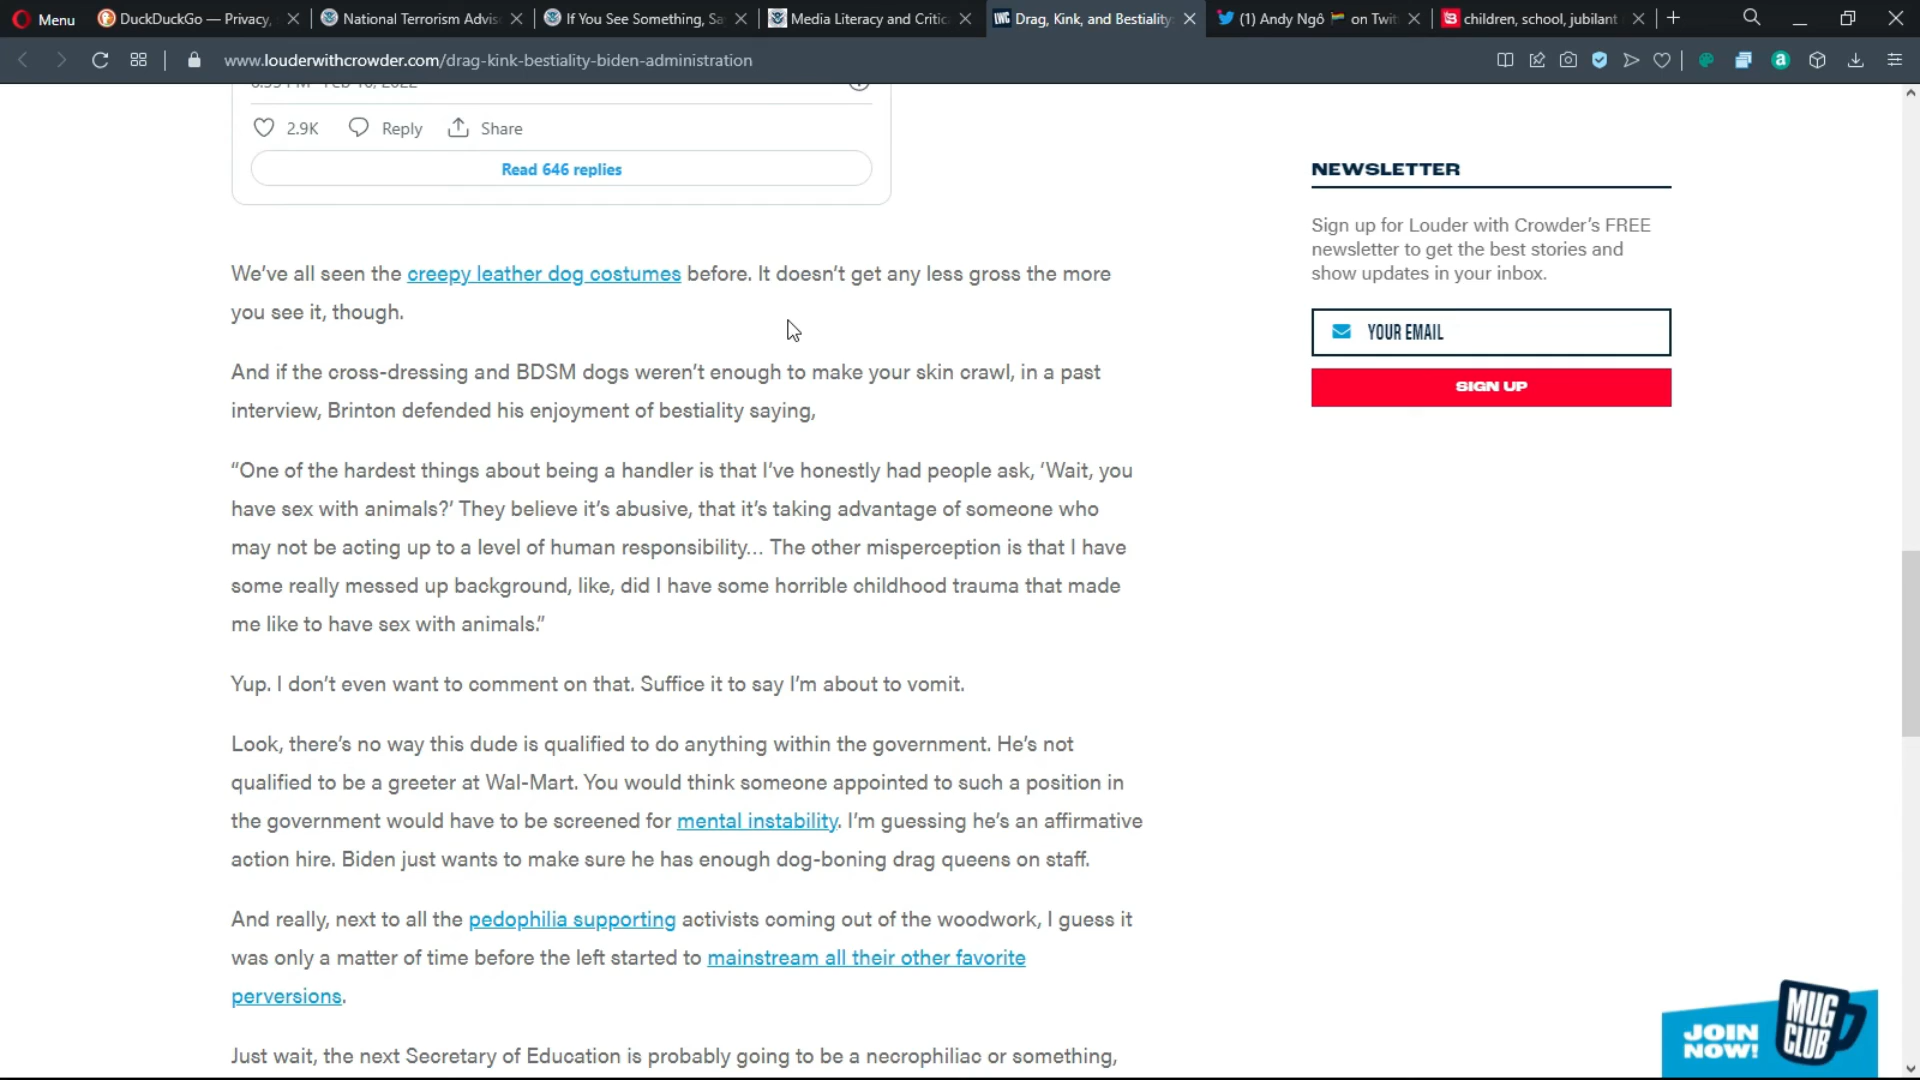 Menu
DuckDuckGo — Privacy,
National Terrorism Advis
If You See Something, Sa
Media Literacy and Critic
Drag, Kink, and Bestiality
(1) Andy Ngô on Twit
children, school, jubilant
www.louderwithcrowder.com/drag-kink-bestiality-biden-administration
2.9K Reply Share
Read 646 replies
We've all seen the creepy leather dog costumes before. It doesn't get any less gross the more
you see it, though.
And if the cross-dressing and BDSM dogs weren't enough to make your skin crawl, in a past
interview, Brinton defended his enjoyment of bestiality saying,
“One of the hardest things about being a handler is that I've honestly had people ask, ‘Wait, you
have sex with animals?’ They believe it's abusive, that it's taking advantage of someone who
may not be acting up to a level of human responsibility... The other misperception is that I have
some really messed up background, like, did I have some horrible childhood trauma that made
me like to have sex with animals.”
Yup. I don't even want to comment on that. Suffice it to say I'm about to vomit.
Look, there's no way this dude is qualified to do anything within the government. He's not
qualified to be a greeter at Wal-Mart. You would think someone appointed to such a position in
the government would have to be screened for mental instability. I'm guessing he's an affirmative
action hire. Biden just wants to make sure he has enough dog-boning drag queens on staff.
And really, next to all the pedophilia supporting activists coming out of the woodwork, I guess it
was only a matter of time before the left started to mainstream all their other favorite
perversions.
Just wait, the next Secretary of Education is probably going to be a necrophiliac or something,
NEWSLETTER
Sign up for Louder with Crowder's FREE
newsletter to get the best stories and
show updates in your inbox.
YOUR EMAIL
SIGN UP
JOIN
NOW!
MUG
CLUB